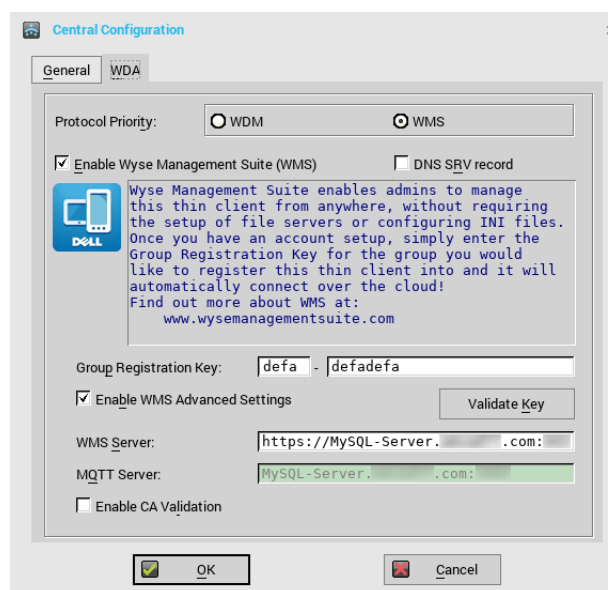 Central Configuration
General WDA
Protocol Priority: WDM WMS
Enable Wyse Management Suite (WMS) DNS SRV record
DELL
Wyse Management Suite enables admins to manage
this thin client from anywhere, without requiring
the setup of file servers or configuring INI files.
Once you have an account setup, simply enter the
Group Registration Key for the group you would
like to register this thin client into and it will
automatically connect over the cloud!
Find out more about WMS at:
www.wysemanagementsuite.com
Group Registration Key: defa - defadefa
Enable WMS Advanced Settings Validate Key
WMS Server: https://MySQL-Server. .com:
MQTT Server: MySQL-Server. .com:
Enable CA Validation
OK Cancel